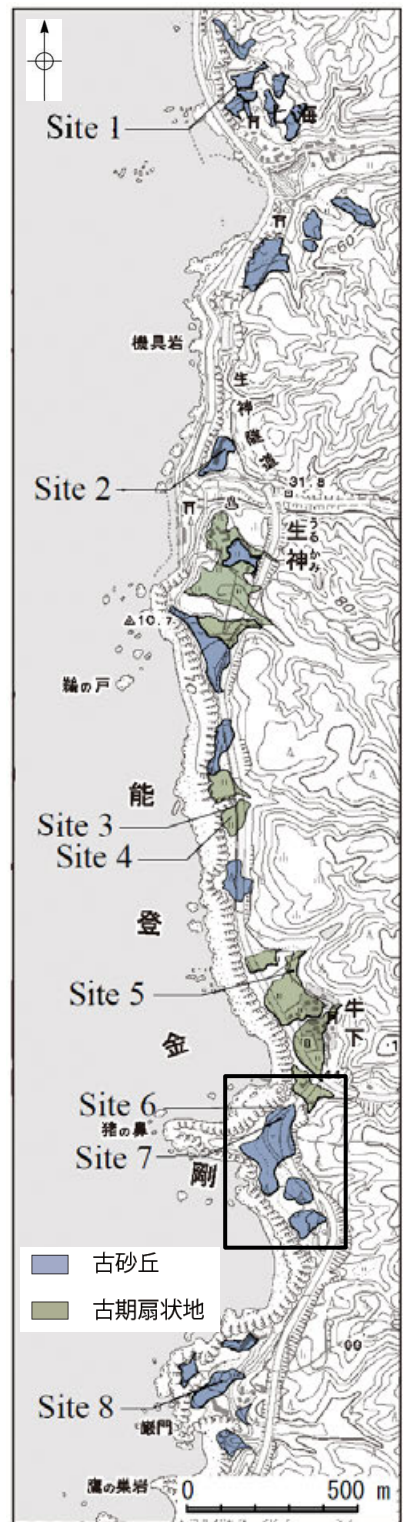 Site 1
七海
60
機具岩
生神隧道
Site 2
31.8
うるかみ
生神
80
10.7
鵜の戸
能登金剛
Site 3
Site 4
Site 5
牛下
Site 6
猪の鼻
Site 7
古砂丘
古期扇状地
Site 8
巌門
鷹の巣岩
0 500 m